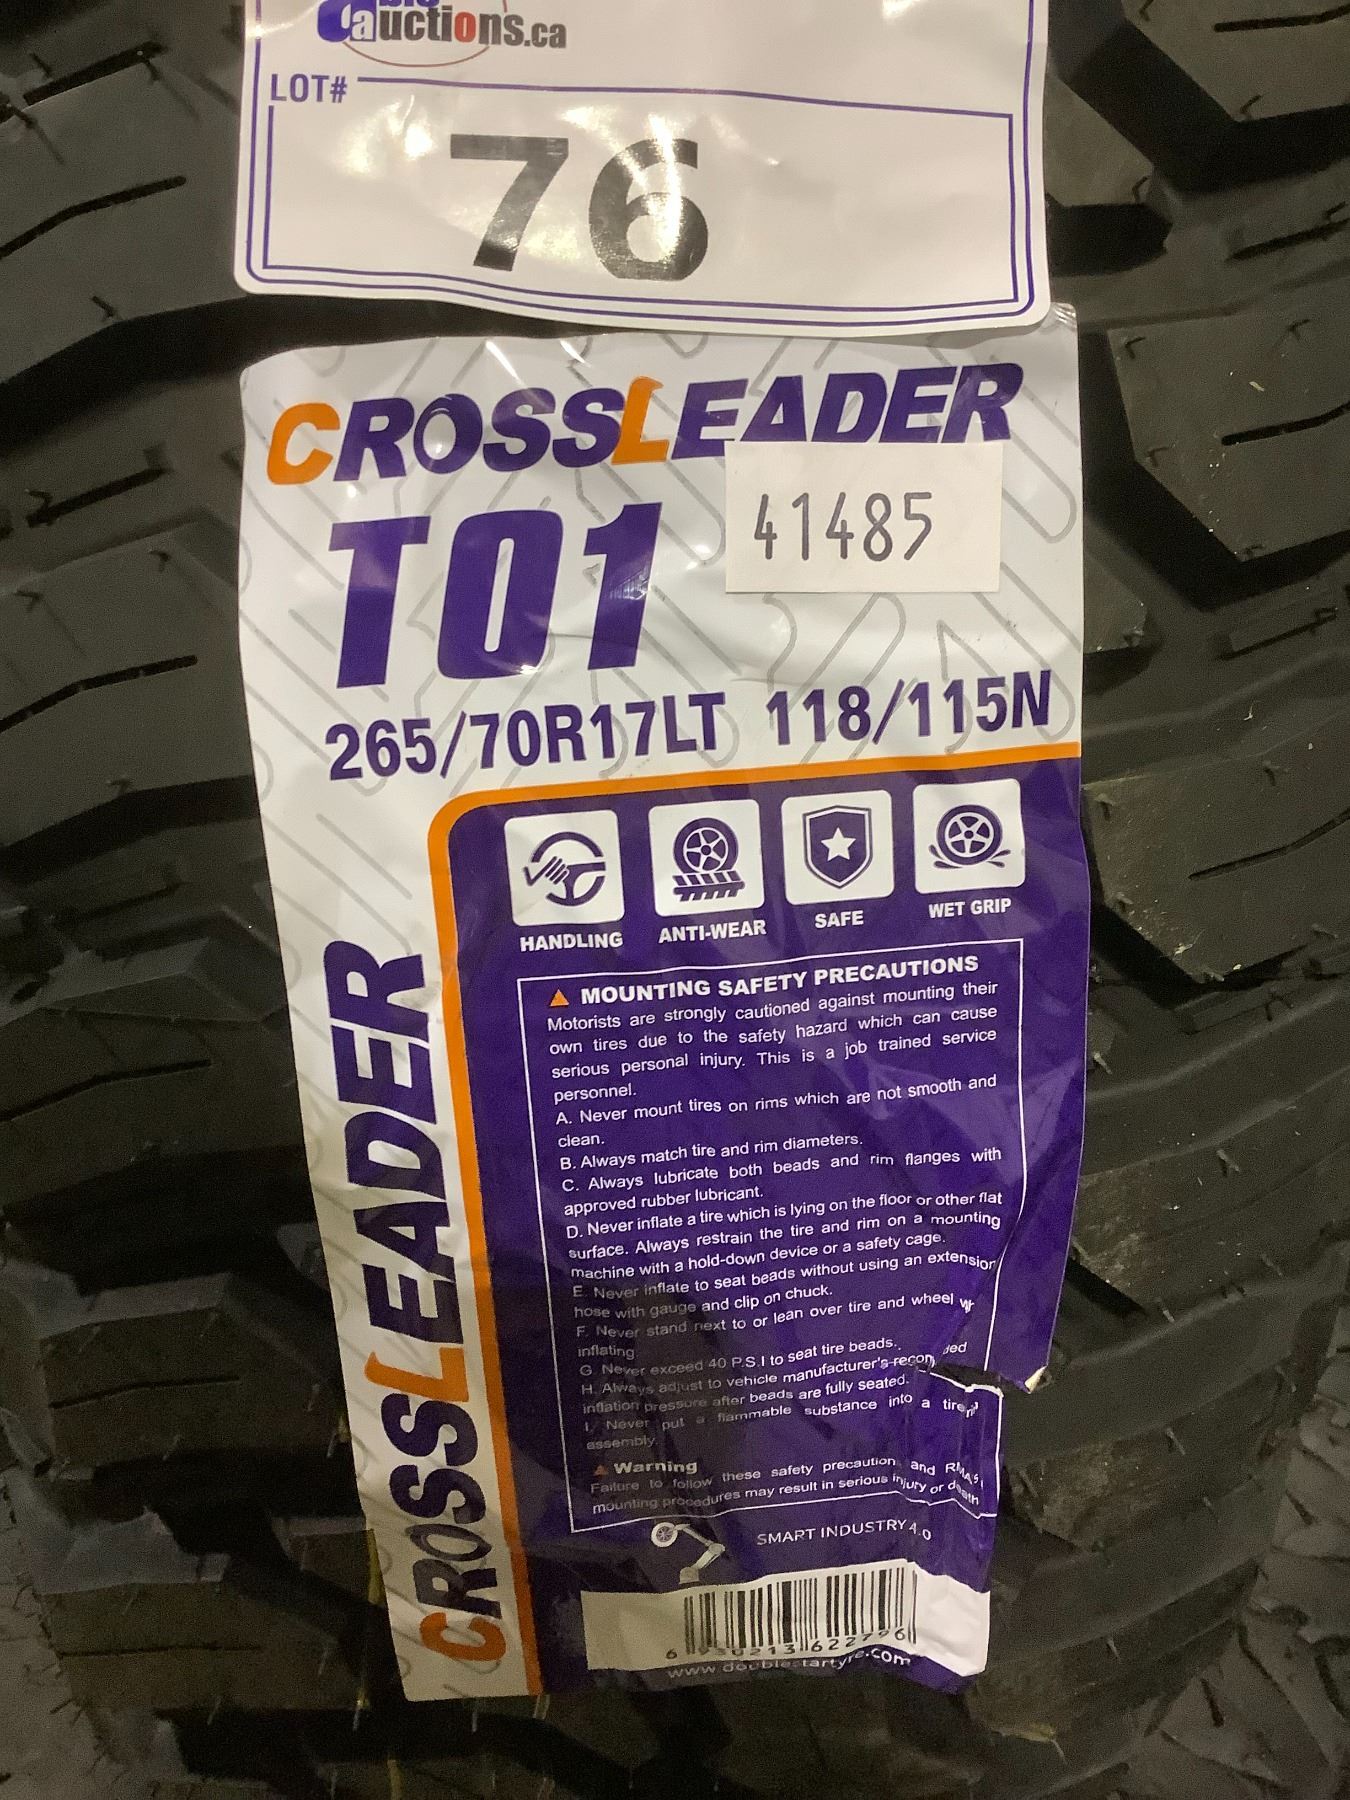 auctions.ca
LOT#
76
CROSSLEADER
41485
T01
265/70R17LT 118/115N
HANDLING
ANTI-WEAR
SAFE
WET GRIP
MOUNTING SAFETY PRECAUTIONS
Motorists are strongly cautioned against mounting their
own tires due to the safety hazard which can cause
serious personal injury. This is a job trained service
personnel.
A. Never mount tires on rims which are not smooth and
clean.
B. Always match tire and rim diameters.
C. Always lubricate both beads and rim flanges with
approved rubber lubricant.
D. Never inflate a tire which is lying on the floor or other flat
surface. Always restrain the tire and rim on a mounting
machine with a hold-down device or a safety cage.
E. Never inflate to seat beads without using an extension
hose with gauge and clip on chuck.
F. Never stand next to or lean over tire and wheel
inflating.
G. Never exceed 40 P.S.I to seat tire beads.
H. Always adjust to vehicle manufacturer's
inflation pressure after beads are fully seated.
I. Never put a flammable substance into a tire
assembly.
Warning
Failure to follow these safety precaution and
mounting procedures may result in serious injury or death
SMART INDUSTRY 4.0
6 930213 622796
www.doublestartyre.com
CROSSLEADER